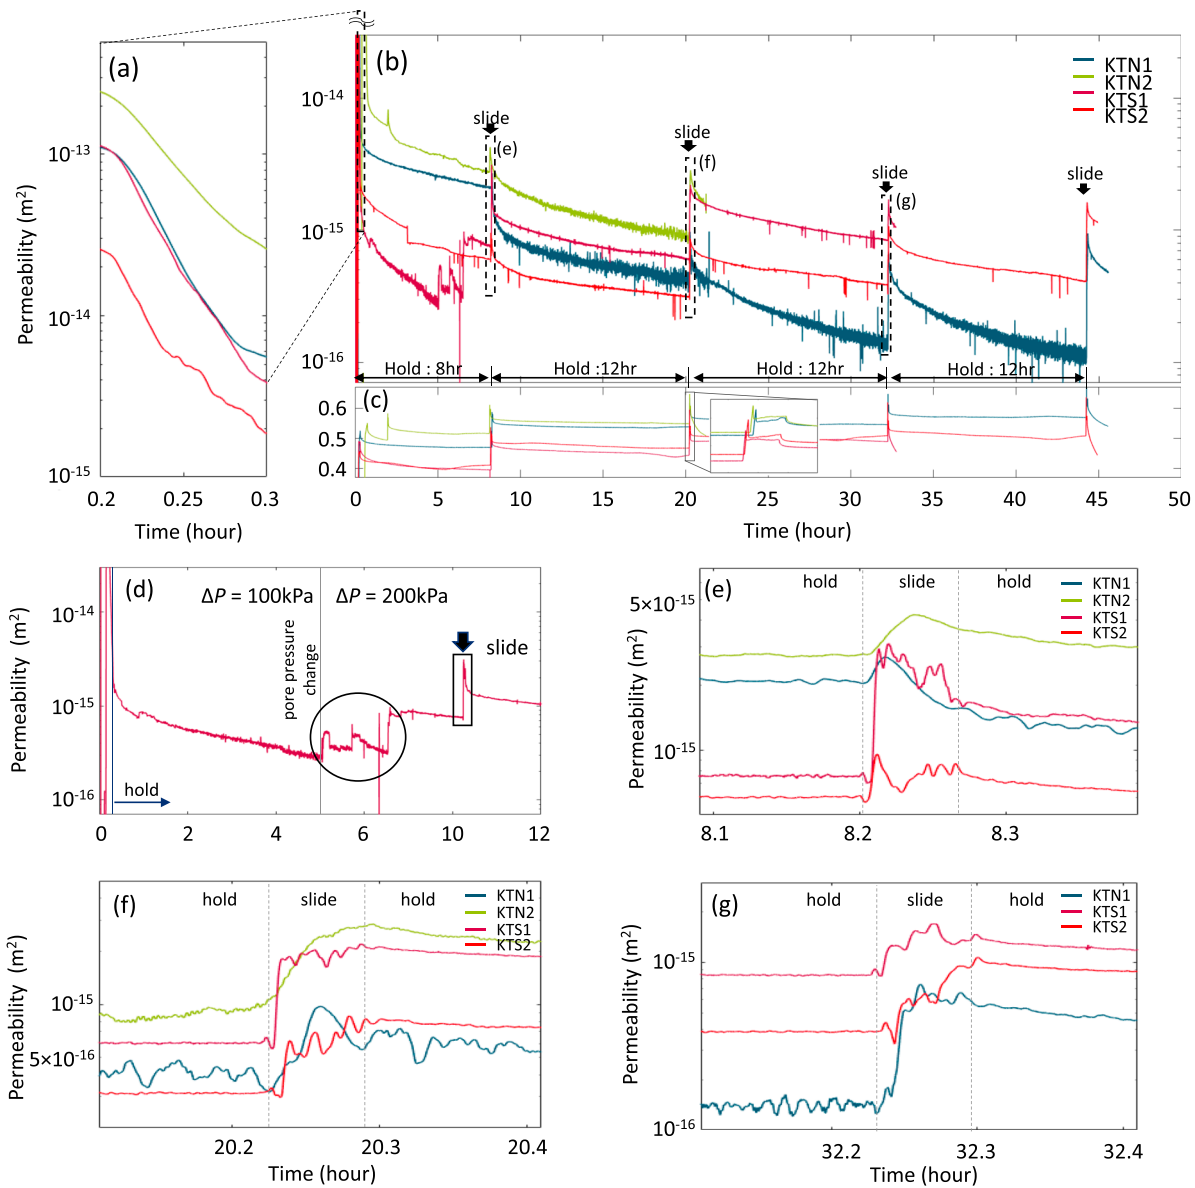 (a)
Permeability (m²)
10⁻¹³
10⁻¹⁴
10⁻¹⁵
0.2
0.25
0.3
Time (hour)
(b)
KTN1
KTN2
KTS1
KTS2
10⁻¹⁴
10⁻¹⁵
10⁻¹⁶
Permeability (m²)
slide
(e)
slide
(f)
slide
(g)
slide
Hold : 8hr
Hold :12hr
Hold : 12hr
Hold : 12hr
(c)
0.6
0.5
0.4
0 5 10 15 20 25 30 35 40 45 50
Time (hour)
Time (hour)
(d)
ΔP = 100kPa
ΔP = 200kPa
Permeability (m²)
10⁻¹⁴
10⁻¹⁵
10⁻¹⁶
pore pressure
change
slide
hold
0 2 4 6 8 10 12
(e)
hold
slide
hold
KTN1
KTN2
KTS1
KTS2
Permeability (m²)
5×10⁻¹⁵
10⁻¹⁵
8.1 8.2 8.3
(f)
hold
slide
hold
KTN1
KTN2
KTS1
KTS2
Permeability (m²)
10⁻¹⁵
5×10⁻¹⁶
20.2 20.3 20.4
Time (hour)
(g)
hold
slide
hold
KTN1
KTS1
KTS2
Permeability (m²)
10⁻¹⁵
10⁻¹⁶
32.2 32.3 32.4
Time (hour)